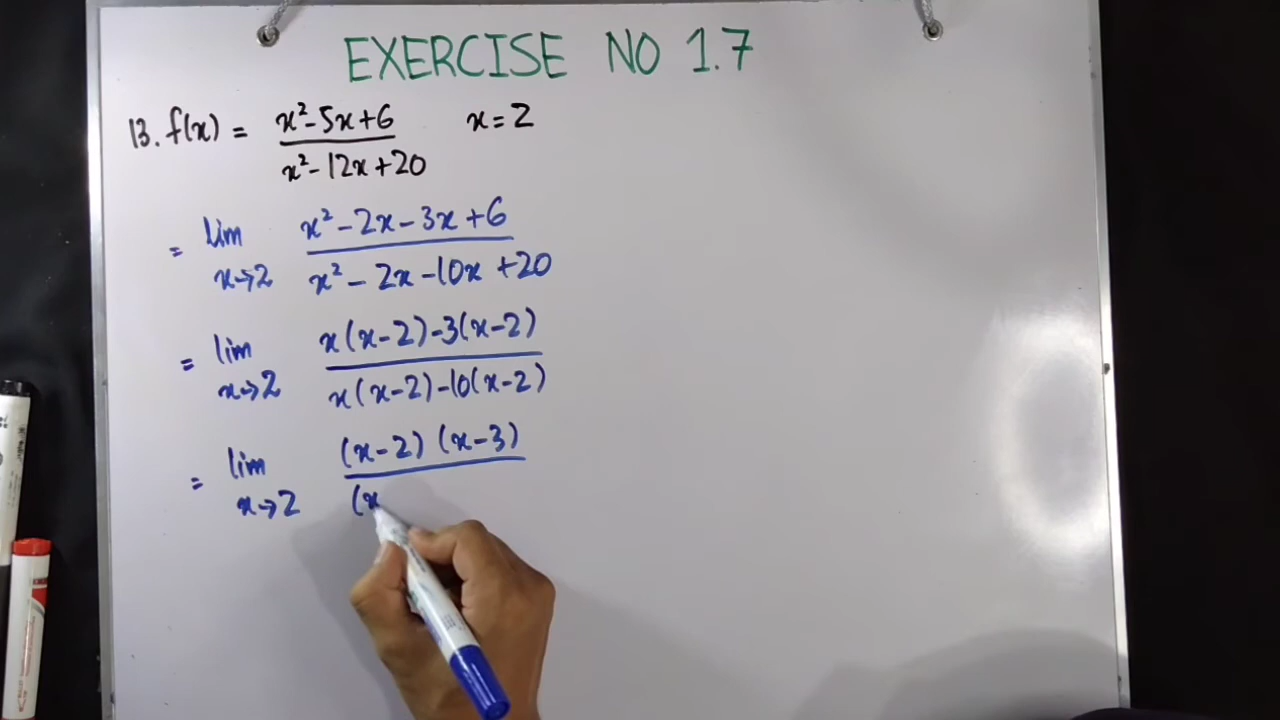 EXERCISE NO 1.7
13. f(x) = x²-5x+6 x=2
x²-12x+20
= lim x²-2x-3x+6
x→2 x²-2x-10x+20
= lim x(x-2)-3(x-2)
x→2 x(x-2)-10(x-2)
= lim (x-2) (x-3)
x→2 (x